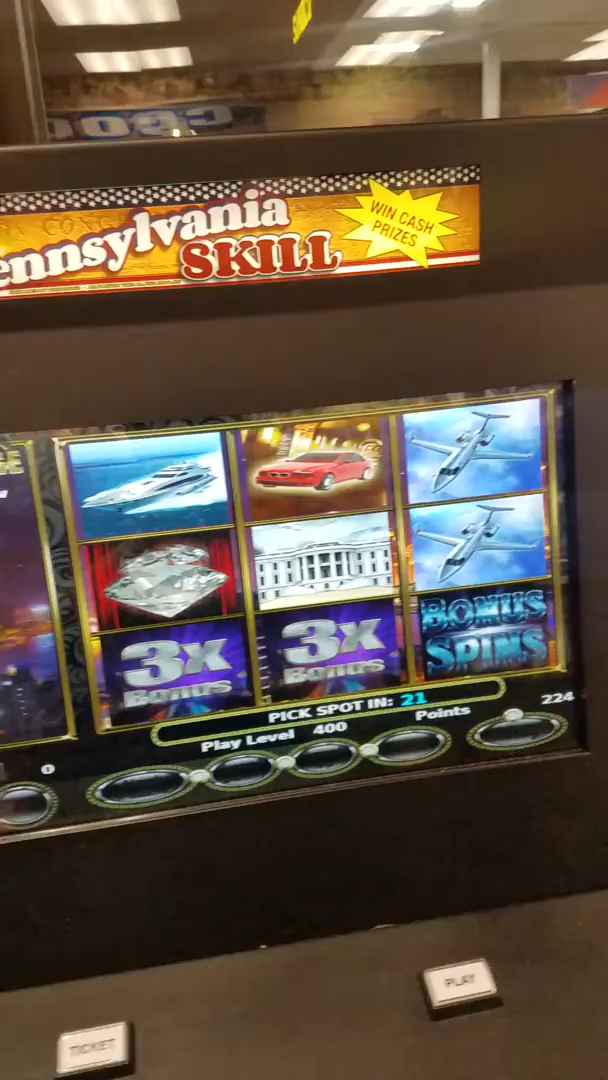 ennsylvania
SKILL
WIN CASH
PRIZES
3x
Bonus
3x
Bonus
BONUS
SPINS
PICK SPOT IN: 21
Play Level 400 Points 224
0
TICKET
PLAY